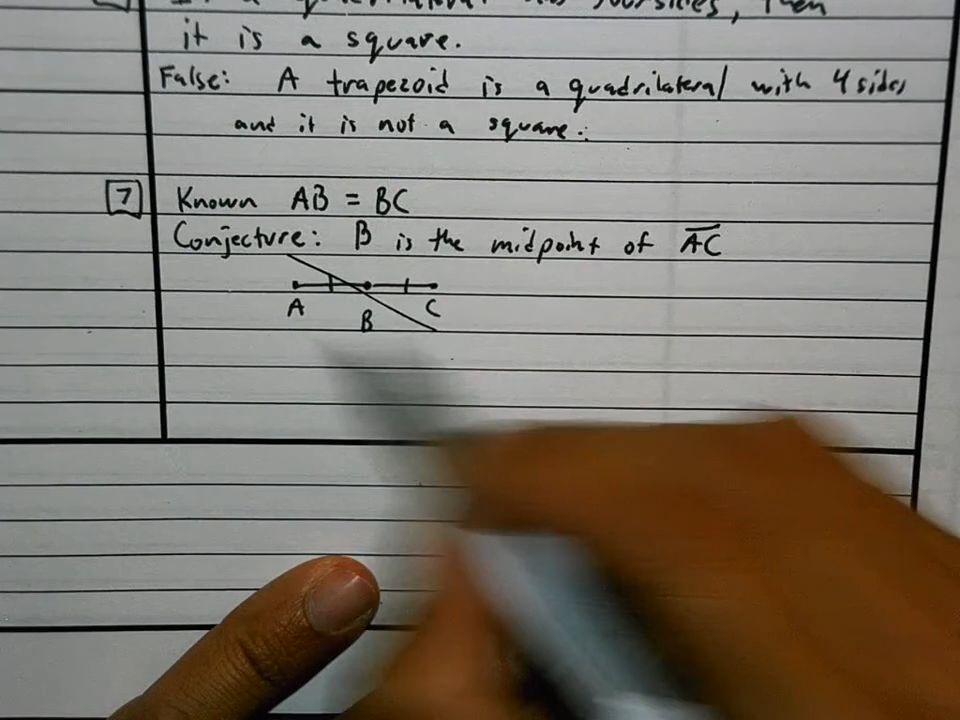 it is a square.
False: A trapezoid is a quadrilateral with 4 sides
and it is not a square.
7 Known AB = BC
Conjecture: B is the midpoint of AC
A B C